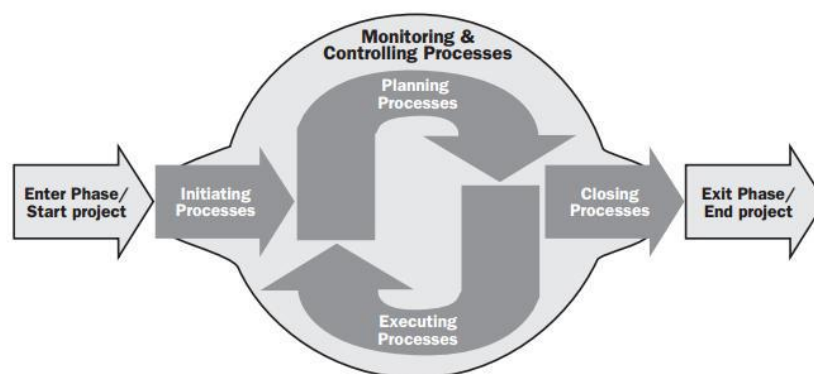 Monitoring &
Controlling Processes
Planning
Processes
Enter Phase/
Start project
Initiating
Processes
Closing
Processes
Exit Phase/
End project
Executing
Processes